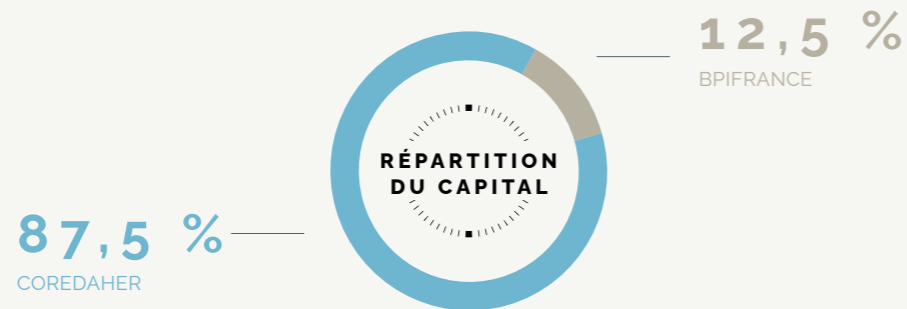 12,5 %
BPIFRANCE
RÉPARTITION
DU CAPITAL
87,5 %
COREDAHER